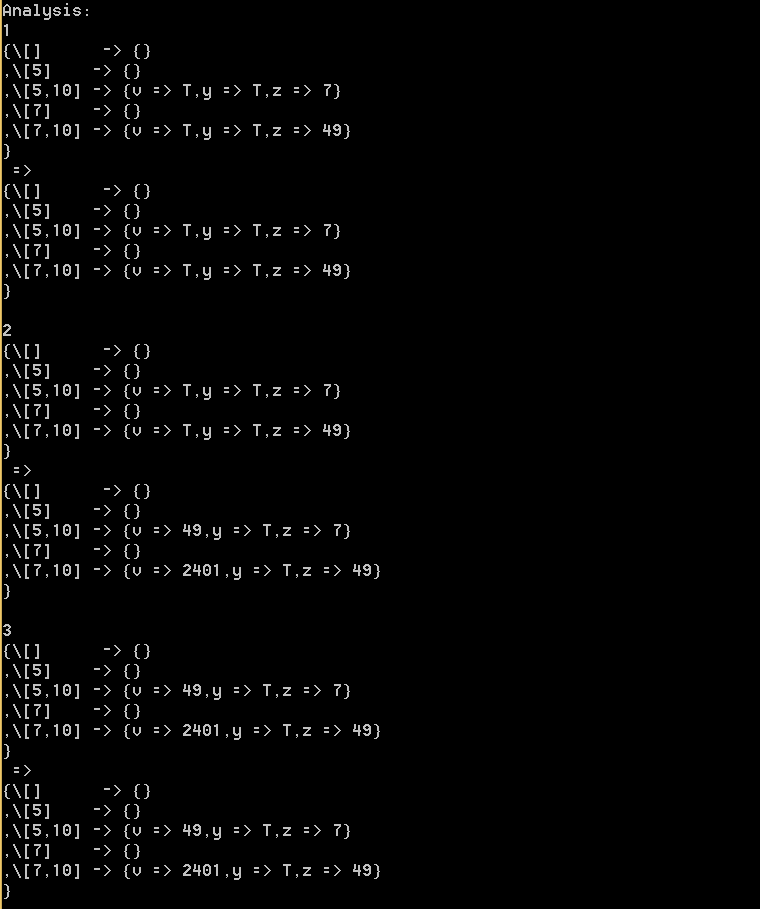 Analysis:
1
{\[]      -> {}
,\[5]    -> {}
,\[5,10] -> {v => T,y => T,z => 7}
,\[7]    -> {}
,\[7,10] -> {v => T,y => T,z => 49}
}
 =>
{\[]      -> {}
,\[5]    -> {}
,\[5,10] -> {v => T,y => T,z => 7}
,\[7]    -> {}
,\[7,10] -> {v => T,y => T,z => 49}
}

2
{\[]      -> {}
,\[5]    -> {}
,\[5,10] -> {v => T,y => T,z => 7}
,\[7]    -> {}
,\[7,10] -> {v => T,y => T,z => 49}
}
 =>
{\[]      -> {}
,\[5]    -> {}
,\[5,10] -> {v => 49,y => T,z => 7}
,\[7]    -> {}
,\[7,10] -> {v => 2401,y => T,z => 49}
}

3
{\[]      -> {}
,\[5]    -> {}
,\[5,10] -> {v => 49,y => T,z => 7}
,\[7]    -> {}
,\[7,10] -> {v => 2401,y => T,z => 49}
}
 =>
{\[]      -> {}
,\[5]    -> {}
,\[5,10] -> {v => 49,y => T,z => 7}
,\[7]    -> {}
,\[7,10] -> {v => 2401,y => T,z => 49}
}